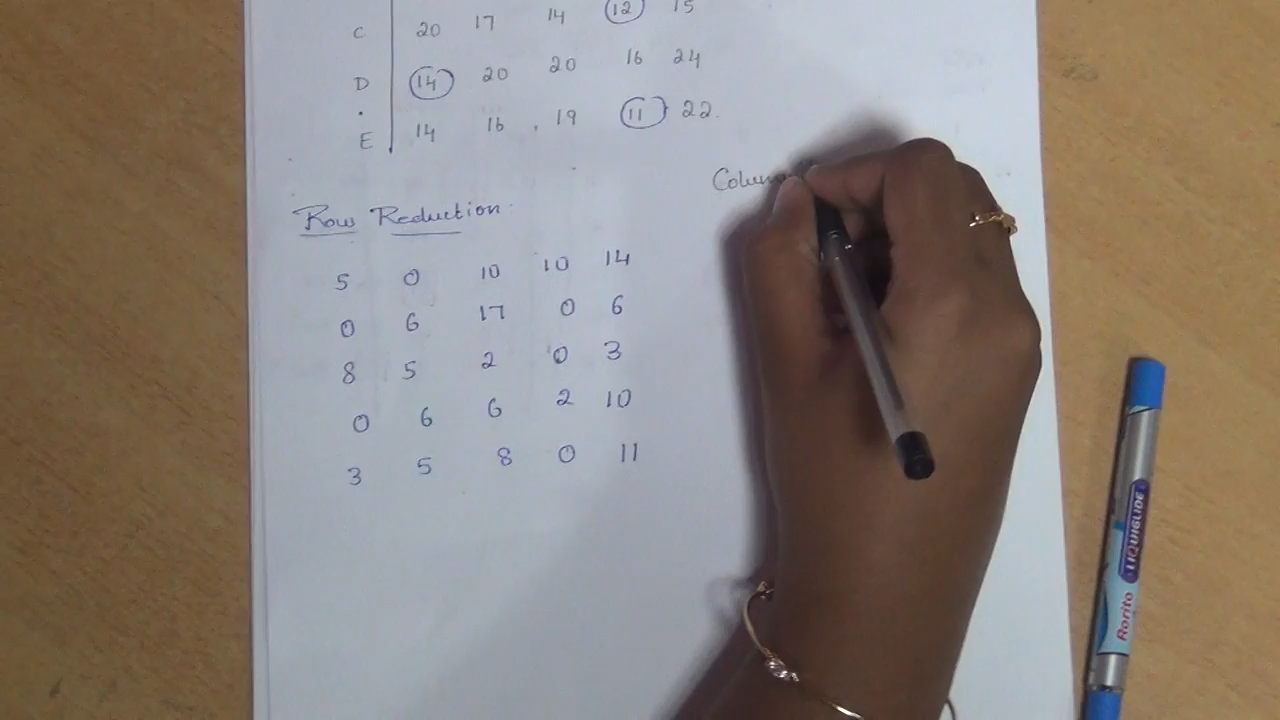 C 20 17 14 12 15
D 14 20 20 16 24
E 14 16 19 11 22
Colum
Row Reduction
5 0 10 10 14
0 6 17 0 6
8 5 2 0 3
0 6 6 2 10
3 5 8 0 11
Rorito LIQUIGLIDE